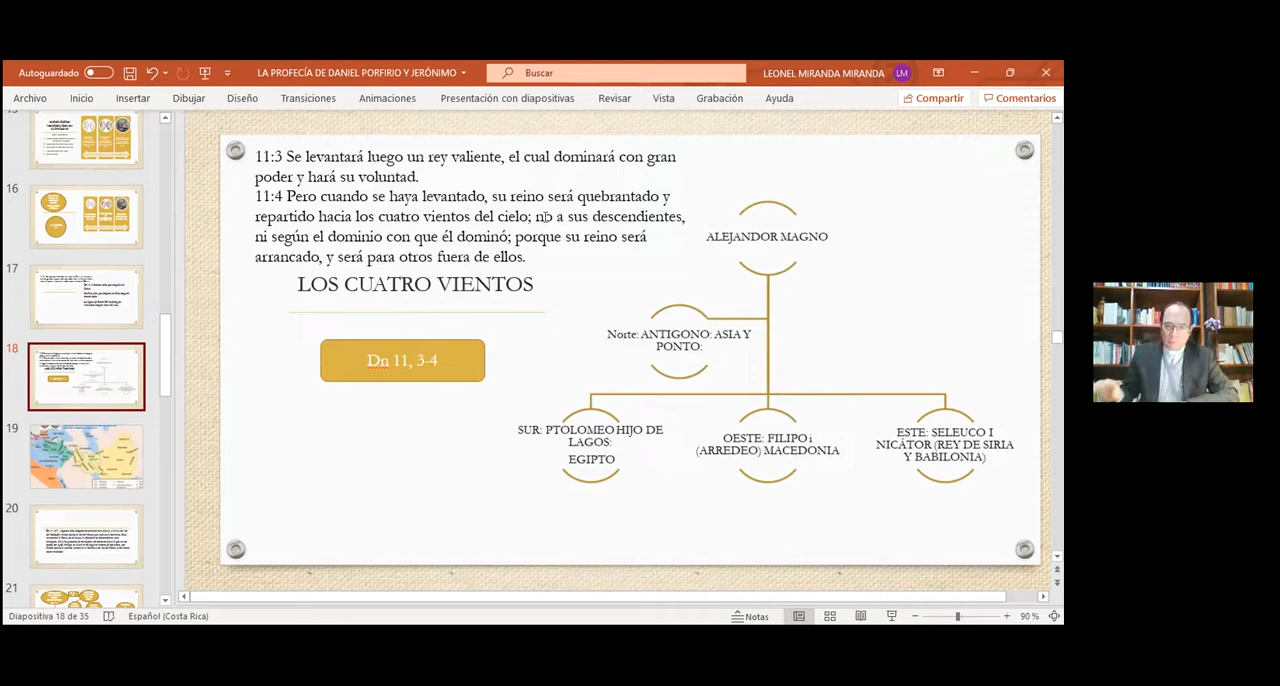 Autoguardado
LA PROFECÍA DE DANIEL PORFIRIO Y JERÓNIMO
Buscar
LEONEL MIRANDA MIRANDA
LM
Archivo
Inicio
Insertar
Dibujar
Diseño
Transiciones
Animaciones
Presentación con diapositivas
Revisar
Vista
Grabación
Ayuda
Compartir
Comentarios
16
17
18
19
20
21
11:3 Se levantará luego un rey valiente, el cual dominará con gran
poder y hará su voluntad.
11:4 Pero cuando se haya levantado, su reino será quebrantado y
repartido hacia los cuatro vientos del cielo; no a sus descendientes,
ni según el dominio con que él dominó; porque su reino será
arrancado, y será para otros fuera de ellos.
LOS CUATRO VIENTOS
Dn 11, 3-4
ALEJANDOR MAGNO
Norte: ANTIGONO: ASIA Y
PONTO:
SUR: PTOLOMEO HIJO DE
LAGOS:
EGIPTO
OESTE: FILIPO i
(ARREDEO) MACEDONIA
ESTE: SELEUCO I
NICÁTOR (REY DE SIRIA
Y BABILONIA)
Diapositiva 18 de 35
Español (Costa Rica)
Notas
90 %